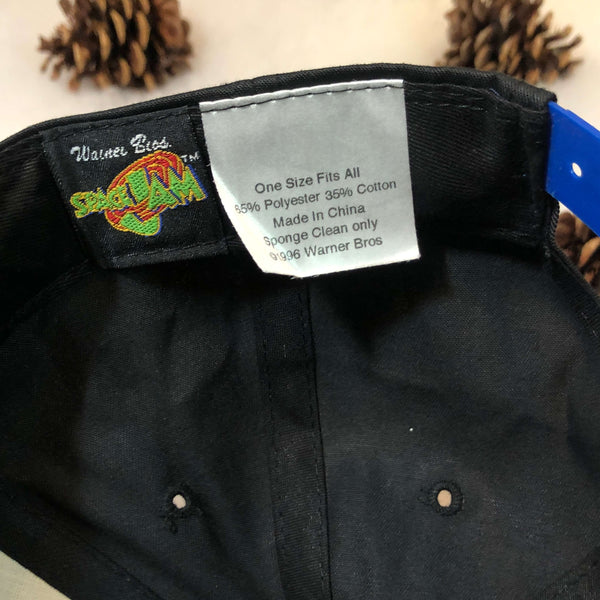 Warner Bros.
SPACE JAM ™
One Size Fits All
65% Polyester 35% Cotton
Made In China
Sponge Clean only
©1996 Warner Bros